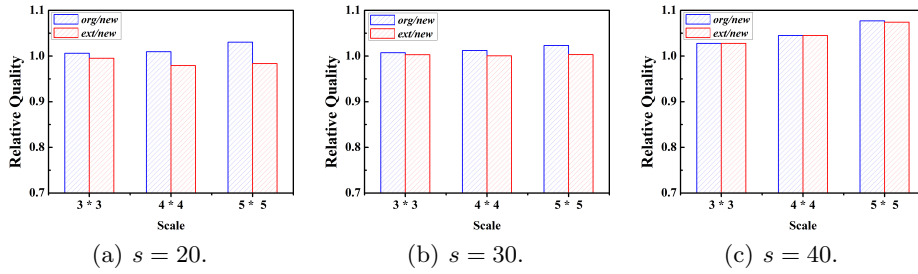 1.1
org/new
ext/new
1.0
0.9
0.8
0.7
Relative Quality
3 * 3
4 * 4
5 * 5
Scale
(a) s = 20.
1.1
org/new
ext/new
1.0
0.9
0.8
0.7
Relative Quality
3 * 3
4 * 4
5 * 5
Scale
(b) s = 30.
1.1
org/new
ext/new
1.0
0.9
0.8
0.7
Relative Quality
3 * 3
4 * 4
5 * 5
Scale
(c) s = 40.